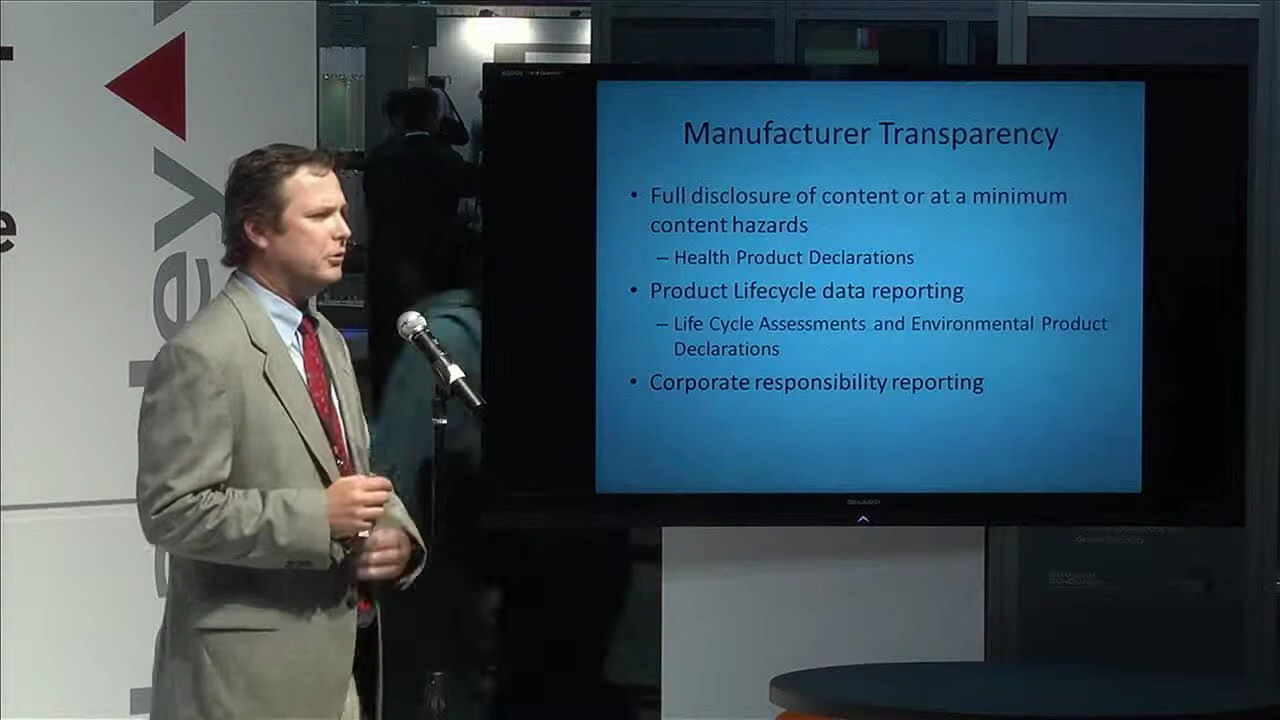 Manufacturer Transparency
• Full disclosure of content or at a minimum
content hazards
– Health Product Declarations
• Product Lifecycle data reporting
– Life Cycle Assessments and Environmental Product
Declarations
• Corporate responsibility reporting
SHARP
ley
e